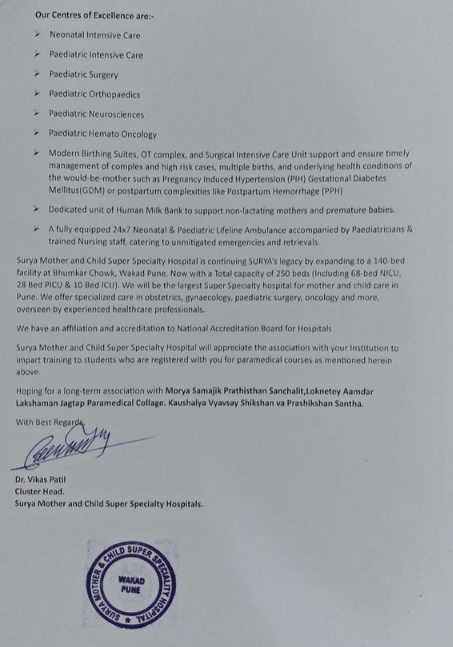 Our Centres of Excellence are:-
➢ Neonatal Intensive Care
➢ Paediatric Intensive Care
➢ Paediatric Surgery
➢ Paediatric Orthopaedics
➢ Paediatric Neurosciences
➢ Paediatric Hemato Oncology
➢ Modern Birthing Suites, OT complex, and Surgical Intensive Care Unit support and ensure timely
management of complex and high risk cases, multiple births, and underlying health conditions of
the would-be-mother such as Pregnancy Induced Hypertension (PIH) Gestational Diabetes
Mellitus(GDM) or postpartum complexities like Postpartum Hemorrhage (PPH)
➢ Dedicated unit of Human Milk Bank to support non-lactating mothers and premature babies.
➢ A fully equipped 24x7 Neonatal & Paediatric Lifeline Ambulance accompanied by Paediatricians &
trained Nursing staff, catering to unmitigated emergencies and retrievals.
Surya Mother and Child Super Specialty Hospital is continuing SURYA's legacy by expanding to a 140-bed
facility at Bhumkar Chowk, Wakad Pune. Now with a Total capacity of 250 beds (Including 68-bed NICU,
28 Bed PICU & 10 Bed ICU). We will be the largest Super Specialty hospital for mother and child care in
Pune. We offer specialized care in obstetrics, gynaecology, paediatric surgery, oncology and more,
overseen by experienced healthcare professionals.
We have an affiliation and accreditation to National Accreditation Board for Hospitals
Surya Mother and Child Super Specialty Hospital will appreciate the association with your Institution to
impart training to students who are registered with you for paramedical courses as mentioned herein
above.
Hoping for a long-term association with Morya Samajik Prathisthan Sanchalit,Loknetey Aamdar
Lakshaman Jagtap Paramedical Collage. Kaushalya Vyavsay Shikshan va Prashikshan Santha.
With Best Regards,
Dr. Vikas Patil
Cluster Head.
Surya Mother and Child Super Specialty Hospitals.
SURYA MOTHER & CHILD SUPER SPECIALITY HOSPITAL
WAKAD
PUNE